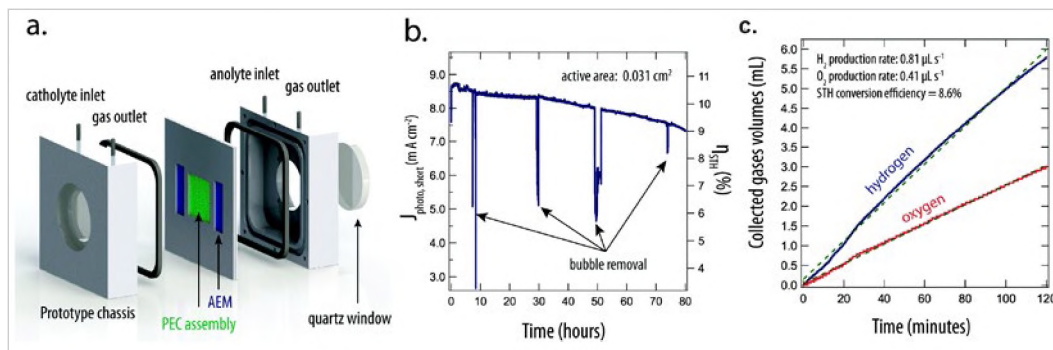 a.
anolyte inlet
catholyte inlet
gas outlet
gas outlet
Prototype chassis
AEM
PEC assembly
quartz window
b.
active area: 0.031 cm²
J photo, short (m A cm⁻²)
9.0
8.0
7.0
6.0
5.0
4.0
3.0
11
10
9
8
7
6
5
4
η STH (%)
bubble removal
0
10
20
30
40
50
60
70
80
Time (hours)
c.
H₂ production rate: 0.81 μL s⁻¹
O₂ production rate: 0.41 μL s⁻¹
STH conversion efficiency = 8.6%
Collected gases volumes (mL)
6.0
5.5
5.0
4.5
4.0
3.5
3.0
2.5
2.0
1.5
1.0
0.5
0.0
hydrogen
oxygen
0
20
40
60
80
100
120
Time (minutes)